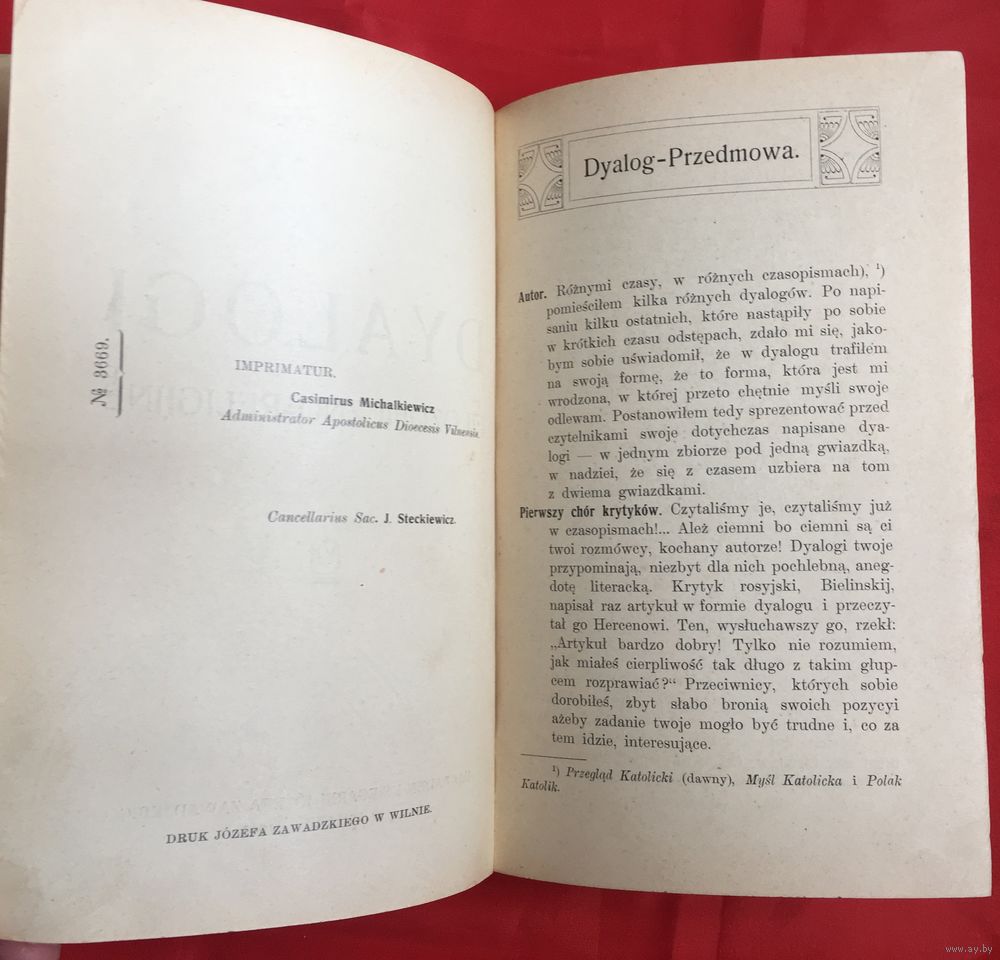 № 3669.
IMPRIMATUR.
Casimirus Michalkiewicz
Administrator Apostolicus Dioecesis Vilnensis.
Cancellarius Sac. J. Steckiewicz.
DRUK JÓZEFA ZAWADZKIEGO W WILNIE.
Dyalog-Przedmowa.
Autor. Różnymi czasy, w różnych czasopismach), ¹)
pomieściłem kilka różnych dyalogów. Po napi-
saniu kilku ostatnich, które nastąpiły po sobie
w krótkich czasu odstępach, zdało mi się, jako-
bym sobie uświadomił, że w dyalogu trafiłem
na swoją formę, że to forma, która jest mi
wrodzona, w której przeto chętnie myśli swoje
odlewam. Postanowiłem tedy sprezentować przed
czytelnikami swoje dotychczas napisane dya-
logi — w jednym zbiorze pod jedną gwiazdką,
w nadziei, że się z czasem uzbiera na tom
z dwiema gwiazdkami.
Pierwszy chór krytyków. Czytaliśmy je, czytaliśmy już
w czasopismach!... Ależ ciemni bo ciemni są ci
twoi rozmówcy, kochany autorze! Dyalogi twoje
przypominają, niezbyt dla nich pochlebną, aneg-
dotę literacką. Krytyk rosyjski, Bielinskij,
napisał raz artykuł w formie dyalogu i przeczy-
tał go Hercenowi. Ten, wysłuchawszy go, rzekł:
„Artykuł bardzo dobry! Tylko nie rozumiem,
jak miałeś cierpliwość tak długo z takim głup-
cem rozprawiać?“ Przeciwnicy, których sobie
dorobiłeś, zbyt słabo bronią swoich pozycyi
ażeby zadanie twoje mogło być trudne i, co za
tem idzie, interesujące.
¹) Przegląd Katolicki (dawny), Myśl Katolicka i Polak
Katolik.
www.ay.by